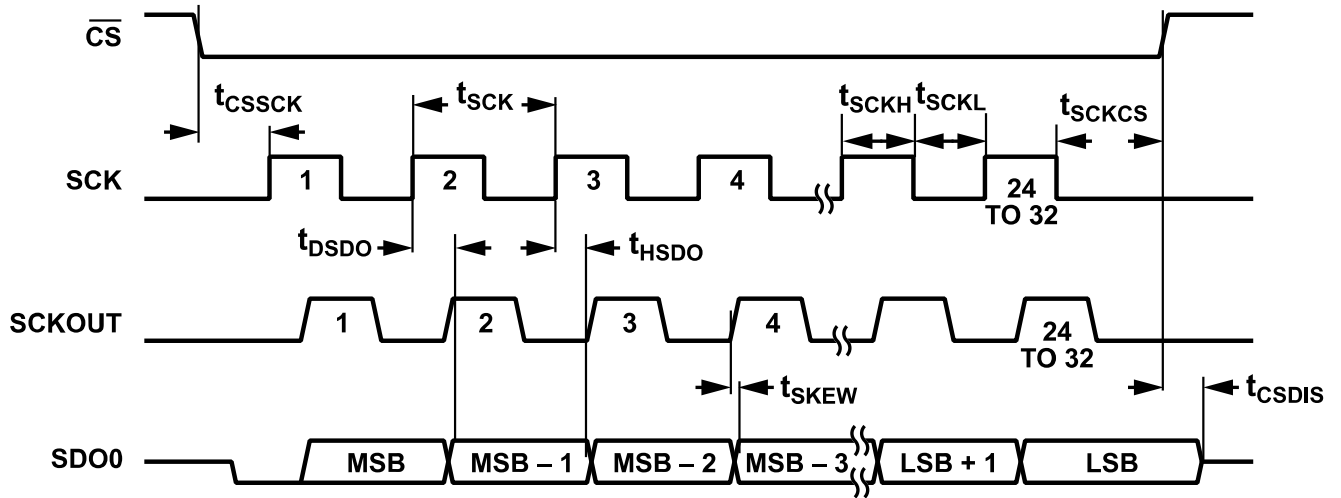 CS
tCSSCK
tSCK
tSCKH
tSCKL
tSCKCS
SCK
1
2
3
4
24
TO 32
tDSDO
tHSDO
SCKOUT
1
2
3
4
24
TO 32
tSKEW
tCSDIS
SDO0
MSB
MSB – 1
MSB – 2
MSB – 3
LSB + 1
LSB